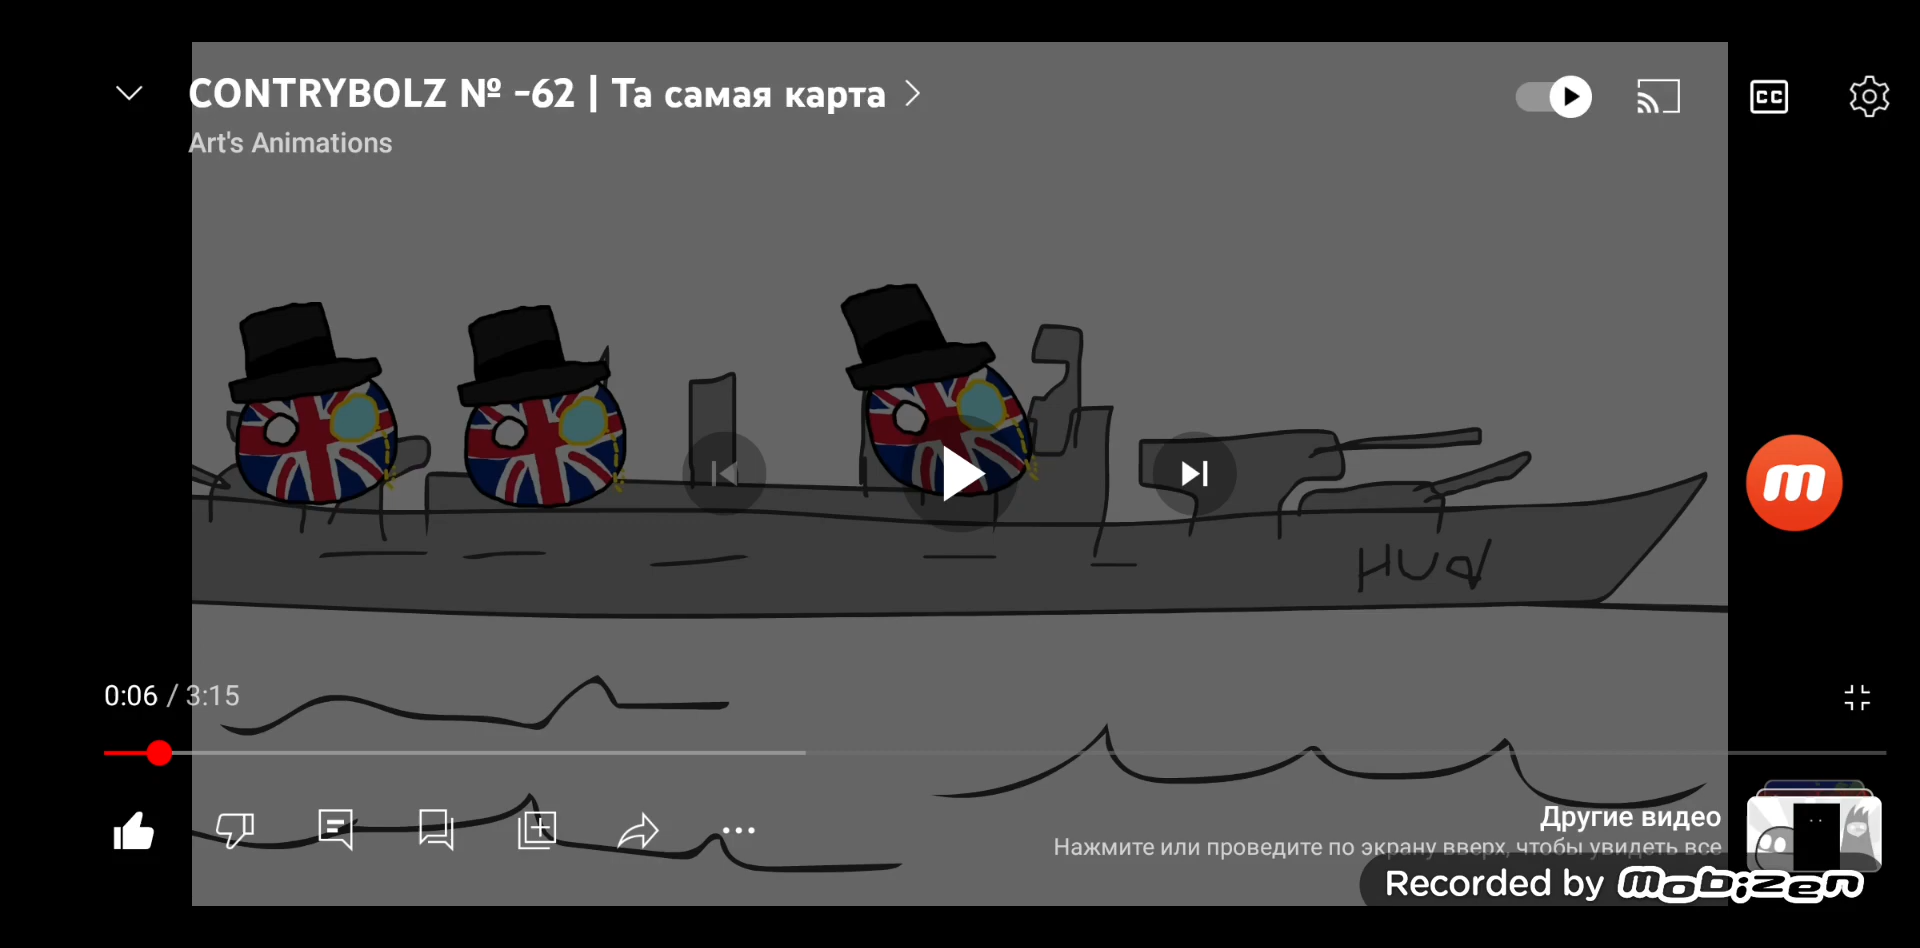 CONTRYBOLZ № -62 | Та самая карта
Art's Animations
CC
m
Hud
0:06 / 3:15
Другие видео
Нажмите или проведите по экрану вверх, чтобы увидеть все
Recorded by Mobizen